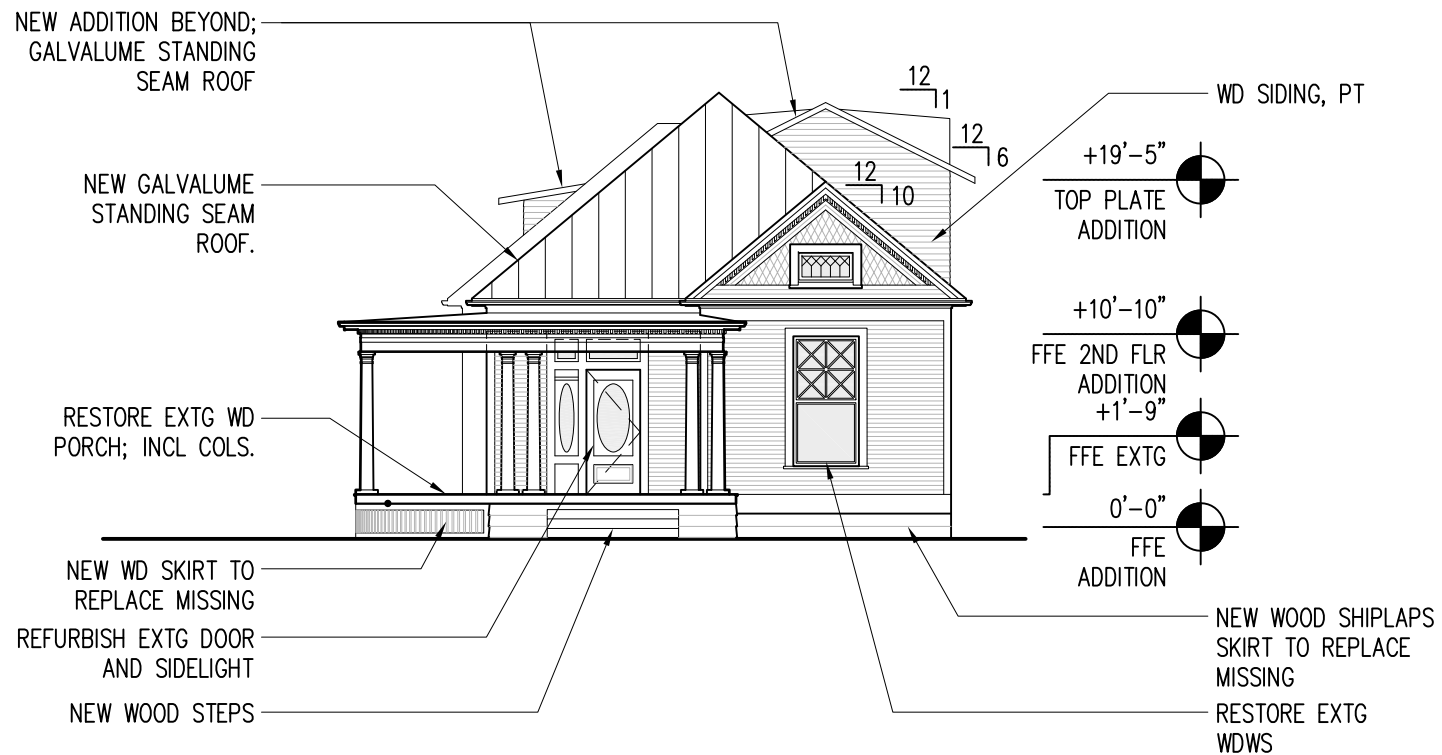 NEW ADDITION BEYOND;
GALVALUME STANDING
SEAM ROOF
NEW GALVALUME
STANDING SEAM
ROOF.
RESTORE EXTG WD
PORCH; INCL COLS.
NEW WD SKIRT TO
REPLACE MISSING
REFURBISH EXTG DOOR
AND SIDELIGHT
NEW WOOD STEPS
12
1
12
6
12
10
WD SIDING, PT
+19'-5"
TOP PLATE
ADDITION
+10'-10"
FFE 2ND FLR
ADDITION
+1'-9"
FFE EXTG
0'-0"
FFE
ADDITION
NEW WOOD SHIPLAPS
SKIRT TO REPLACE
MISSING
RESTORE EXTG
WDWS